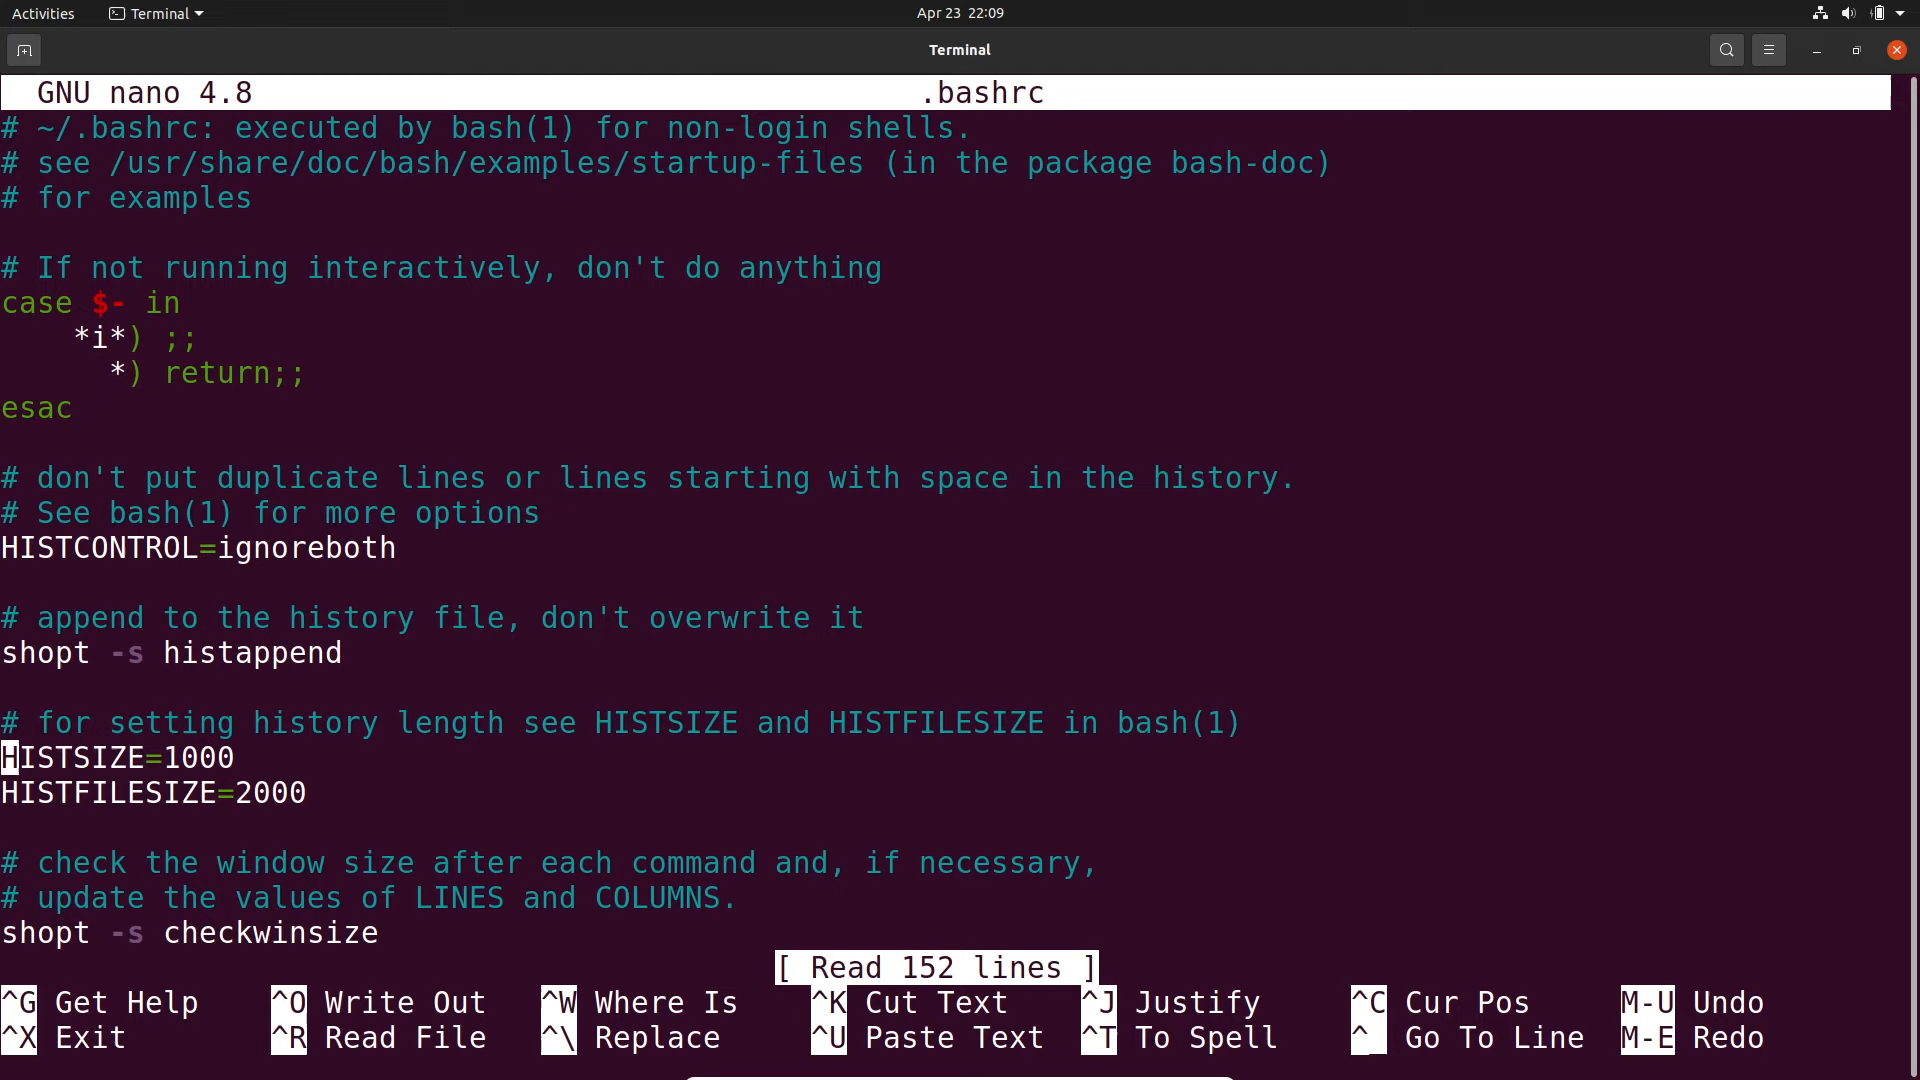 Activities Terminal Apr 23 22:09
Terminal
GNU nano 4.8 .bashrc
# ~/.bashrc: executed by bash(1) for non-login shells.
# see /usr/share/doc/bash/examples/startup-files (in the package bash-doc)
# for examples
# If not running interactively, don't do anything
case $- in
    *i*) ;;
      *) return;;
esac
# don't put duplicate lines or lines starting with space in the history.
# See bash(1) for more options
HISTCONTROL=ignoreboth
# append to the history file, don't overwrite it
shopt -s histappend
# for setting history length see HISTSIZE and HISTFILESIZE in bash(1)
HISTSIZE=1000
HISTFILESIZE=2000
# check the window size after each command and, if necessary,
# update the values of LINES and COLUMNS.
shopt -s checkwinsize
[ Read 152 lines ]
^G Get Help ^O Write Out ^W Where Is ^K Cut Text ^J Justify ^C Cur Pos M-U Undo
^X Exit ^R Read File ^\ Replace ^U Paste Text ^T To Spell ^_ Go To Line M-E Redo